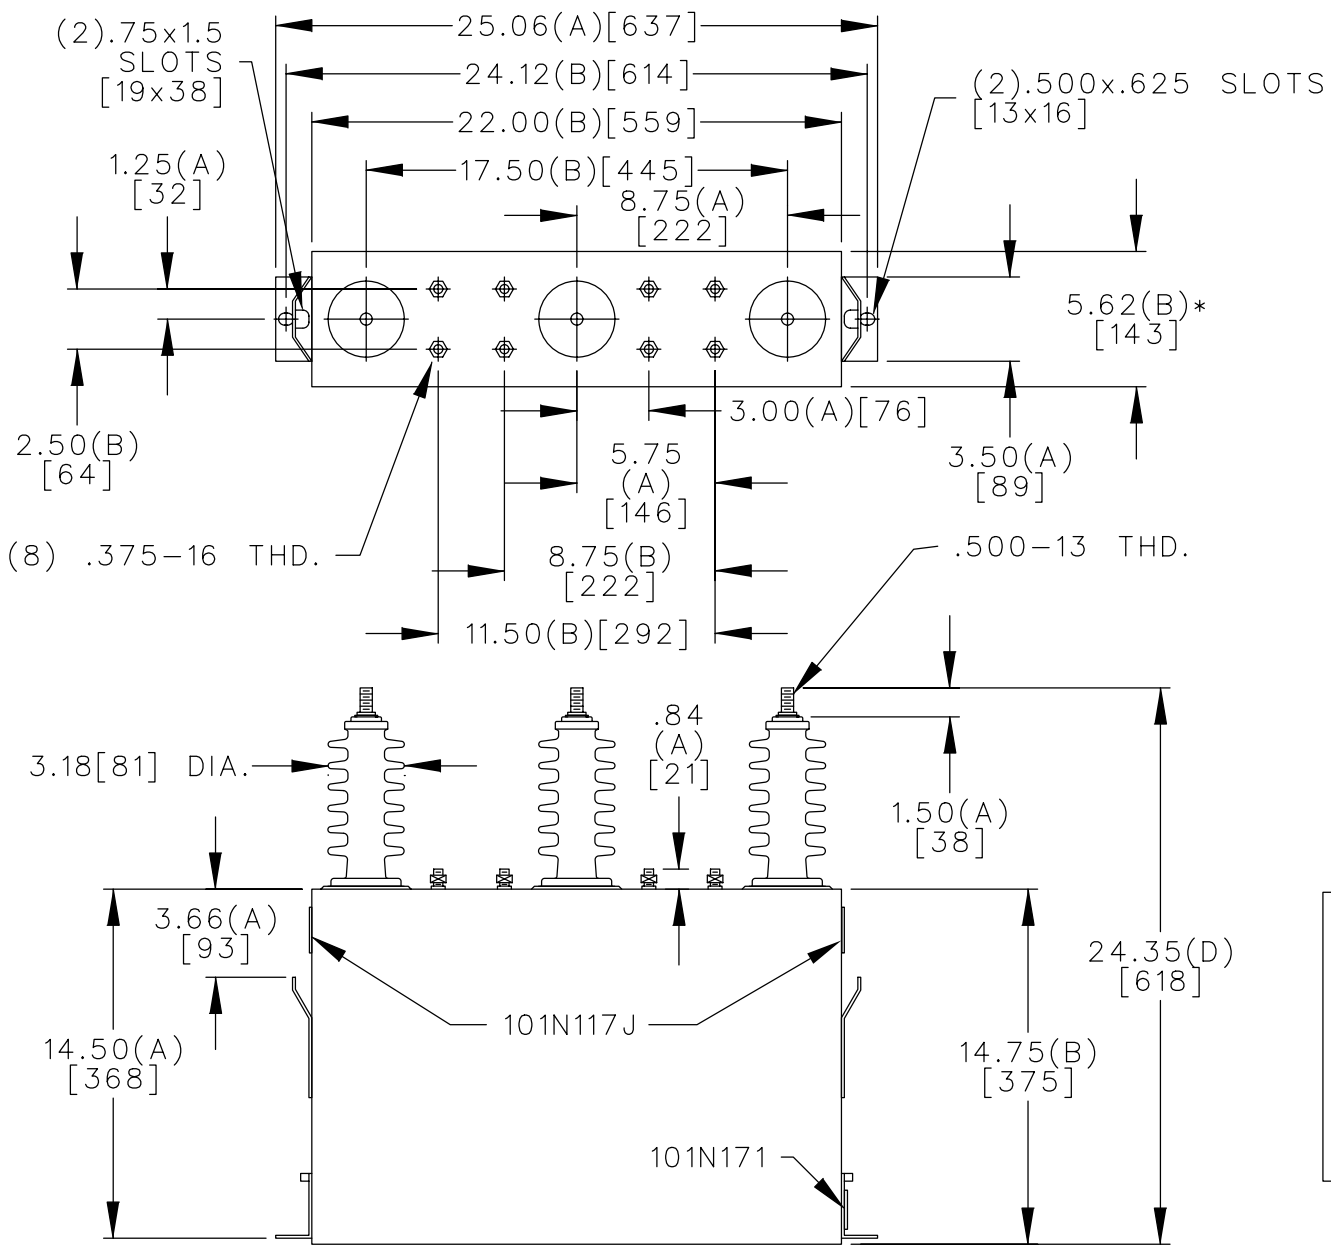 (2).75x1.5
SLOTS
[19x38]
25.06(A)[637]
24.12(B)[614]
22.00(B)[559]
17.50(B)[445]
8.75(A)
[222]
(2).500x.625 SLOTS
[13x16]
1.25(A)
[32]
5.62(B)*
[143]
2.50(B)
[64]
3.00(A)[76]
3.50(A)
[89]
5.75
(A)
[146]
(8) .375-16 THD.
8.75(B)
[222]
.500-13 THD.
11.50(B)[292]
3.18[81] DIA.
.84
(A)
[21]
1.50(A)
[38]
3.66(A)
[93]
24.35(D)
[618]
101N117J
14.50(A)
[368]
14.75(B)
[375]
101N171